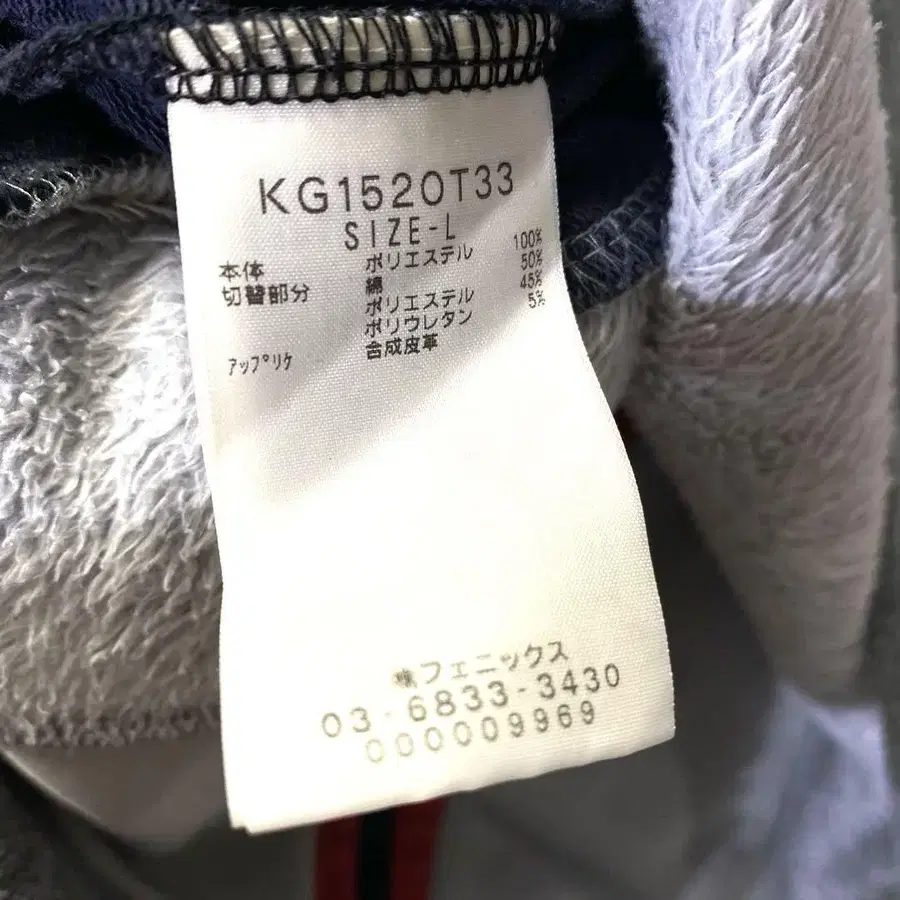 KG1520T33
SIZE-L
本体 ポリエステル 100%
切替部分 綿 50%
ポリエステル 45%
ポリウレタン 5%
アップリケ 合成皮革
㈱フェニックス
03-6833-3430
000009969